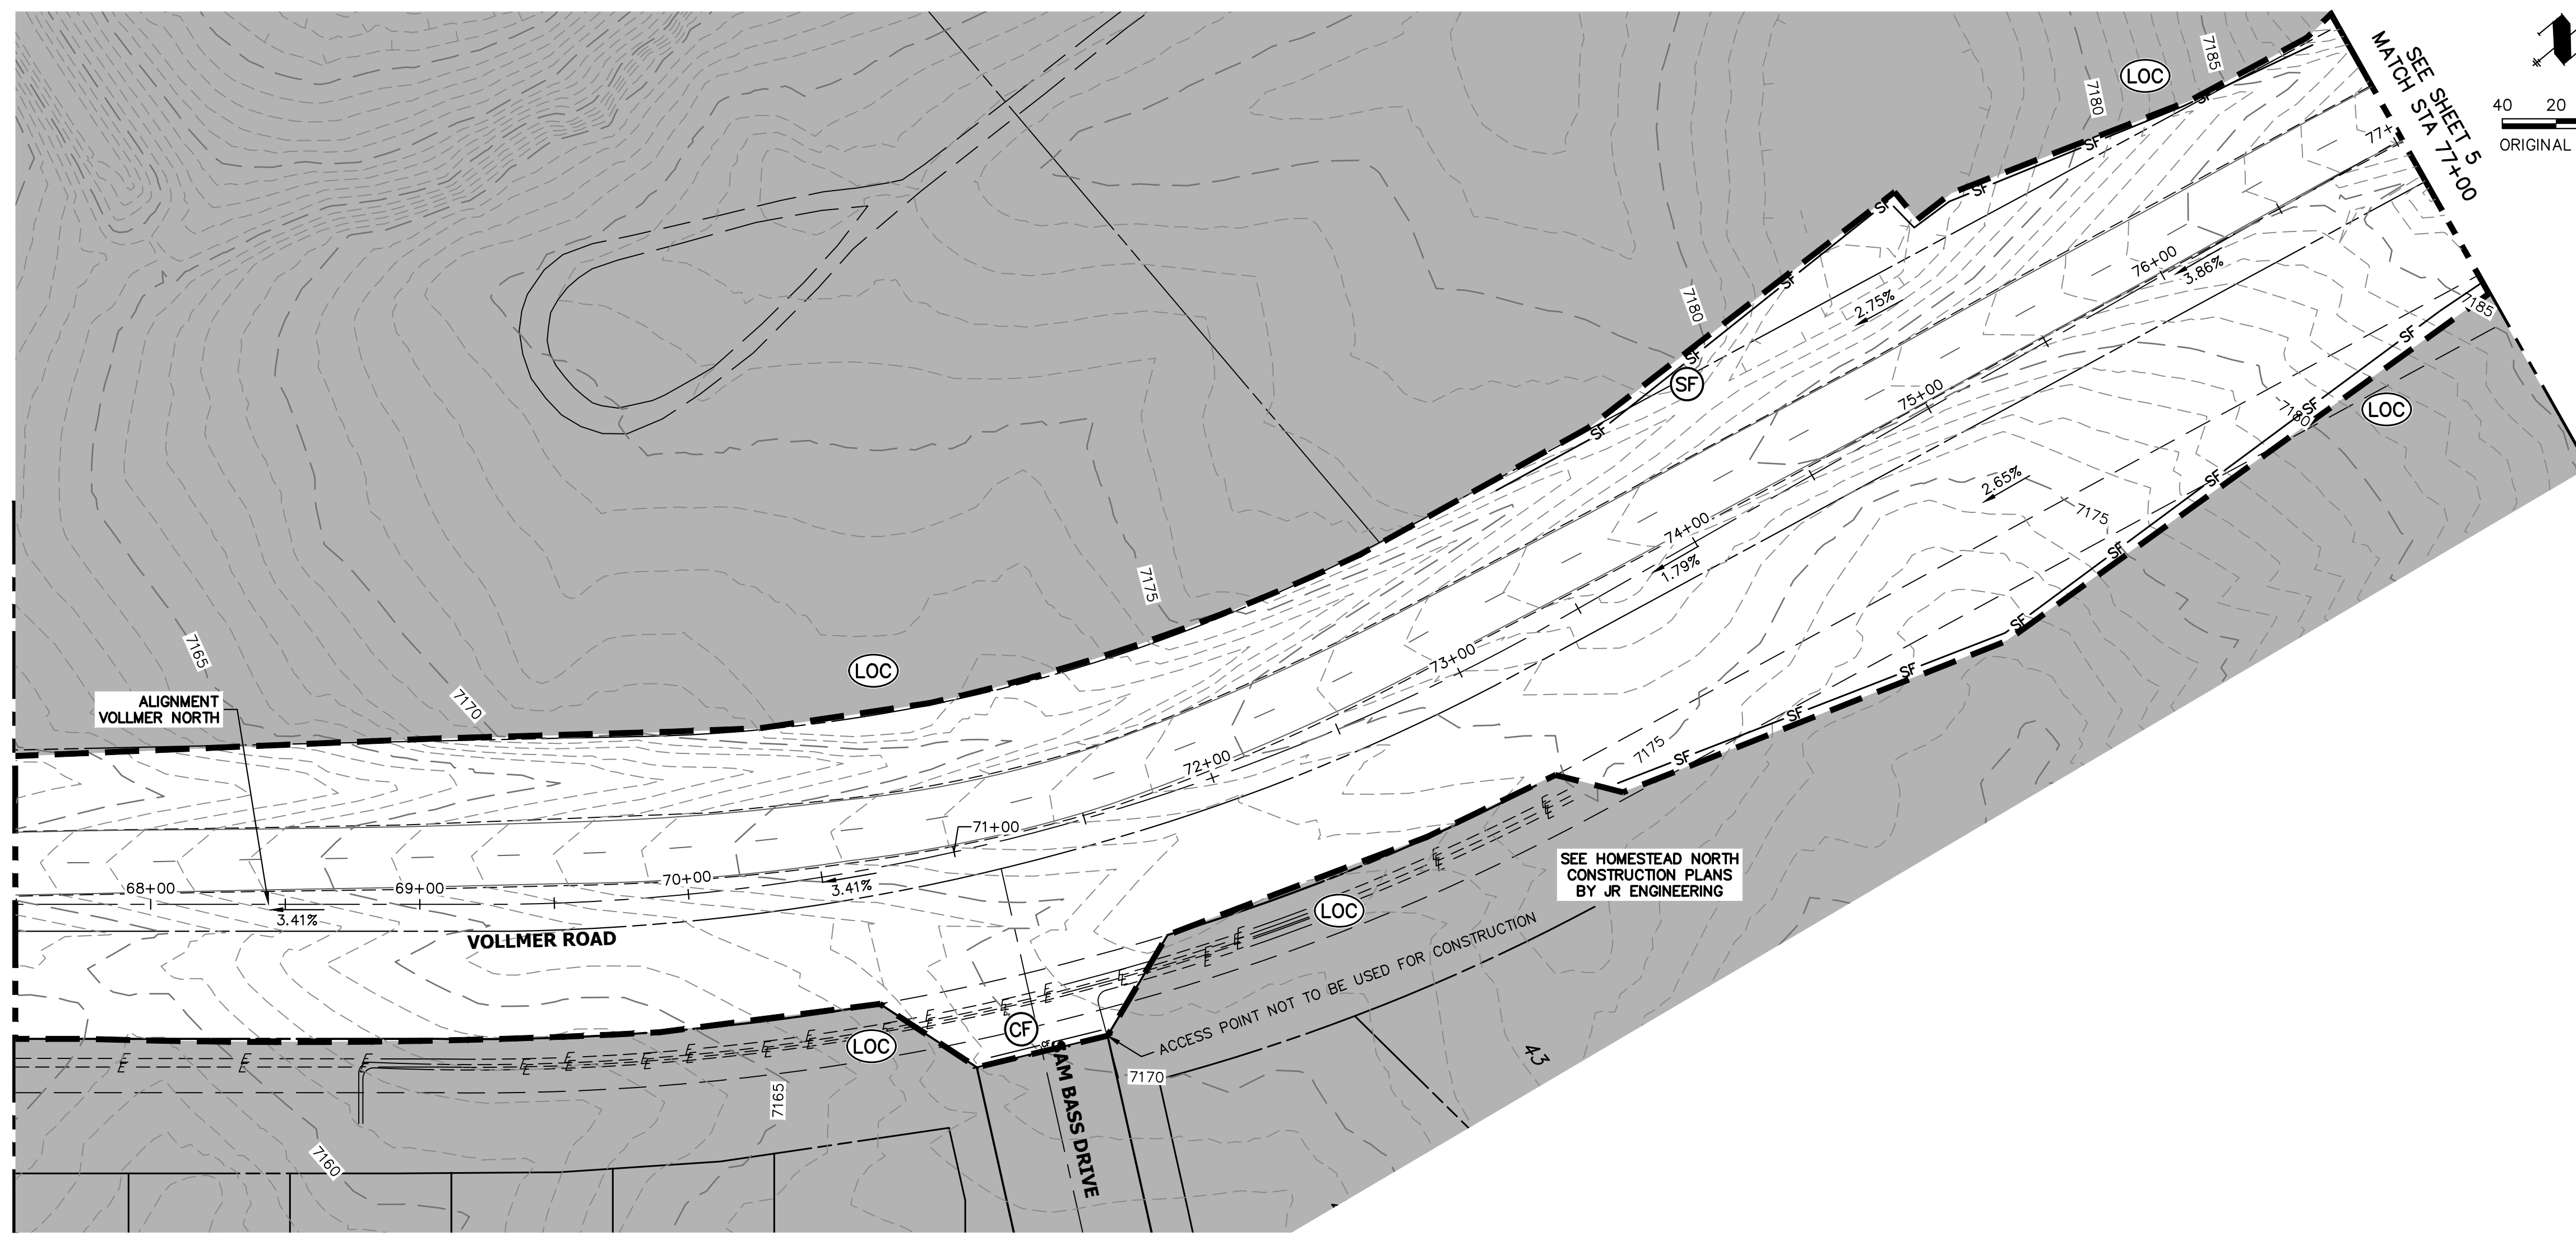 LOC
7185
7180
SEE SHEET 5
MATCH STA 77+00
40 20
ORIGINAL
77+
SF
SF
SF
SF
SF
7180
SF
SF
SF
2.75%
76+00
3.86%
7185
SF
SF
7180
LOC
75+00
2.65%
7175
SF
SF
SF
SF
SF
SF
74+00
1.79%
7175
7165
LOC
7170
73+00
ALIGNMENT
VOLLMER NORTH
72+00
7175
71+00
68+00
69+00
70+00
3.41%
3.41%
VOLLMER ROAD
SEE HOMESTEAD NORTH
CONSTRUCTION PLANS
BY JR ENGINEERING
LOC
ACCESS POINT NOT TO BE USED FOR CONSTRUCTION
CF
LOC
E E E E E E E E E E E E E E E E E E E
SAM BASS DRIVE
7170
43
7165
7160